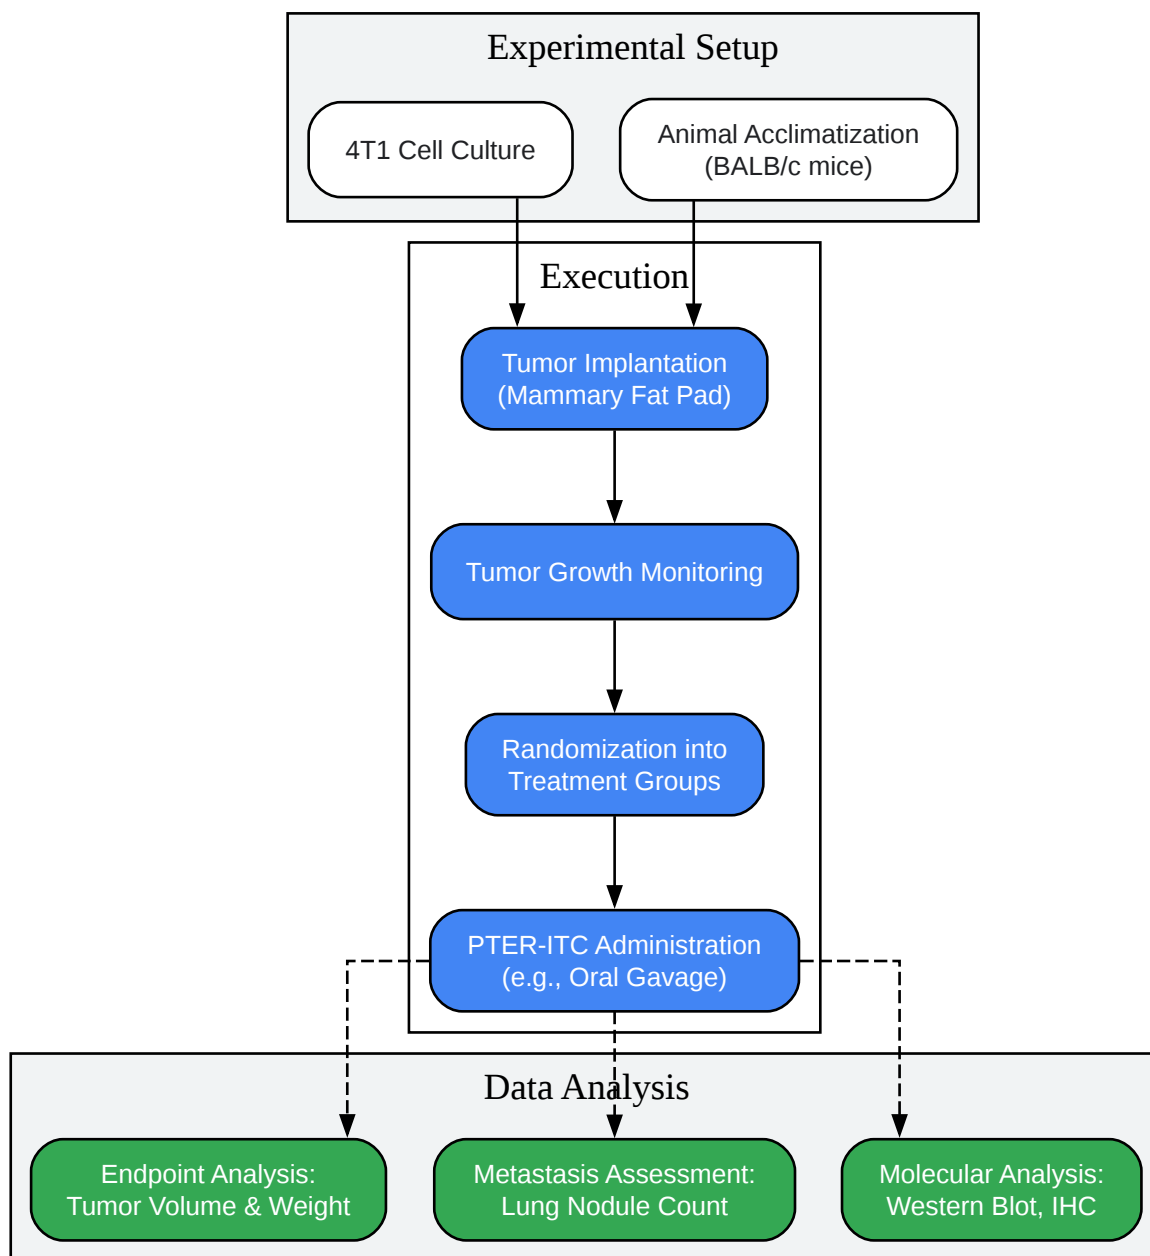 Experimental Setup
4T1 Cell Culture
Animal Acclimatization
(BALB/c mice)
Execution
Tumor Implantation
(Mammary Fat Pad)
Tumor Growth Monitoring
Randomization into
Treatment Groups
PTER-ITC Administration
(e.g., Oral Gavage)
Data Analysis
Endpoint Analysis:
Tumor Volume & Weight
Metastasis Assessment:
Lung Nodule Count
Molecular Analysis:
Western Blot, IHC